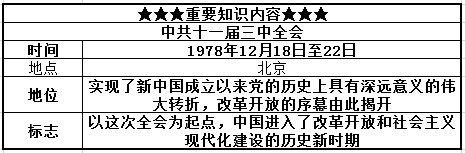 ★★★重要知识内容★★★
中共十一届三中全会
时间 1978年12月18日至22日
地点 北京
地位 实现了新中国成立以来党的历史上具有深远意义的伟
大转折，改革开放的序幕由此揭开
标志 以这次全会为起点，中国进入了改革开放和社会主义
现代化建设的历史新时期